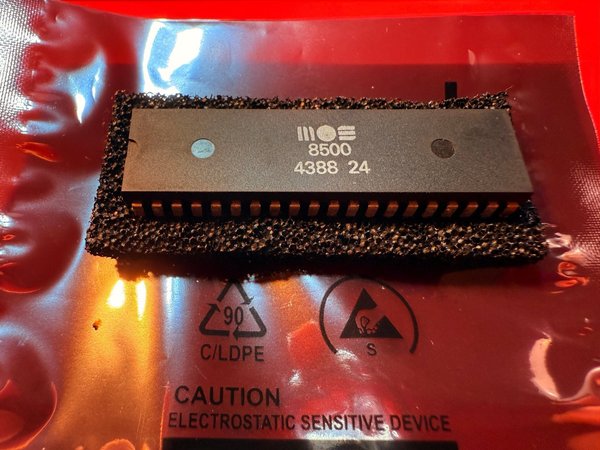 MOS
8500
4388 24
90
C/LDPE
S
CAUTION
ELECTROSTATIC SENSITIVE DEVICE